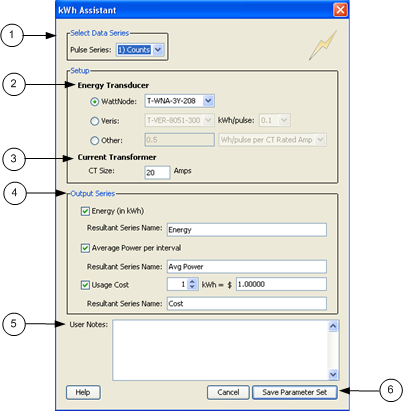 kWh Assistant
1
Select Data Series
Pulse Series: 1) Counts
Setup
2
Energy Transducer
WattNode: T-WNA-3Y-208
Veris: T-VER-8051-300 kWh/pulse: 0.1
Other: 0.5 Wh/pulse per CT Rated Amp
3
Current Transformer
CT Size: 20 Amps
4
Output Series
Energy (in kWh)
Resultant Series Name: Energy
Average Power per interval
Resultant Series Name: Avg Power
Usage Cost 1 kWh = $ 1.00000
Resultant Series Name: Cost
5
User Notes:
Help Cancel Save Parameter Set
6